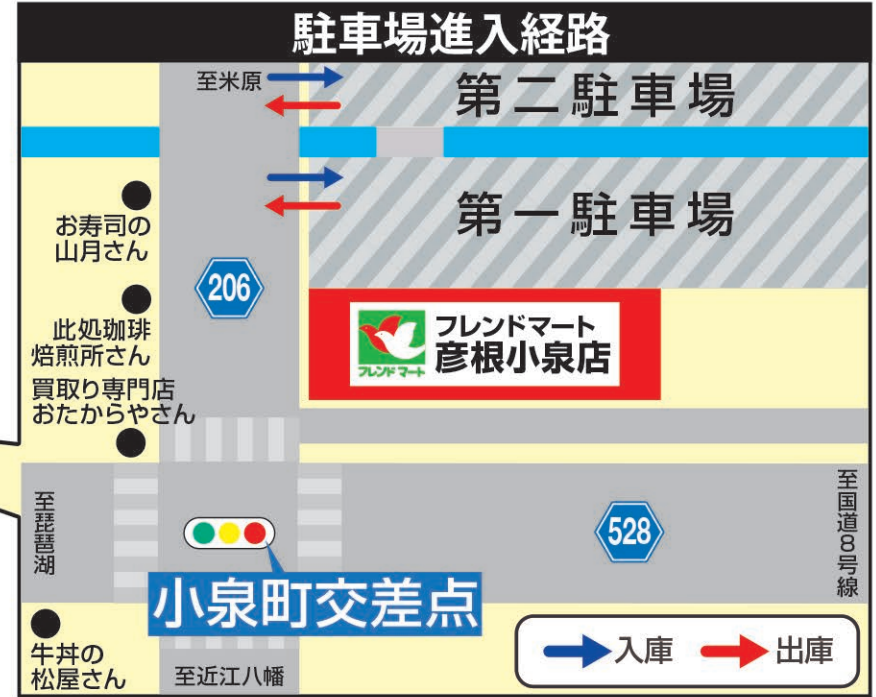 駐車場進入経路
至米原
第二駐車場
第一駐車場
お寿司の
山月さん
206
此処珈琲
焙煎所さん
フレンドマート
フレンドマート
彦根小泉店
買取り専門店
おたからやさん
至琵琶湖
528
至国道8号線
小泉町交差点
牛丼の
松屋さん
至近江八幡
入庫
出庫